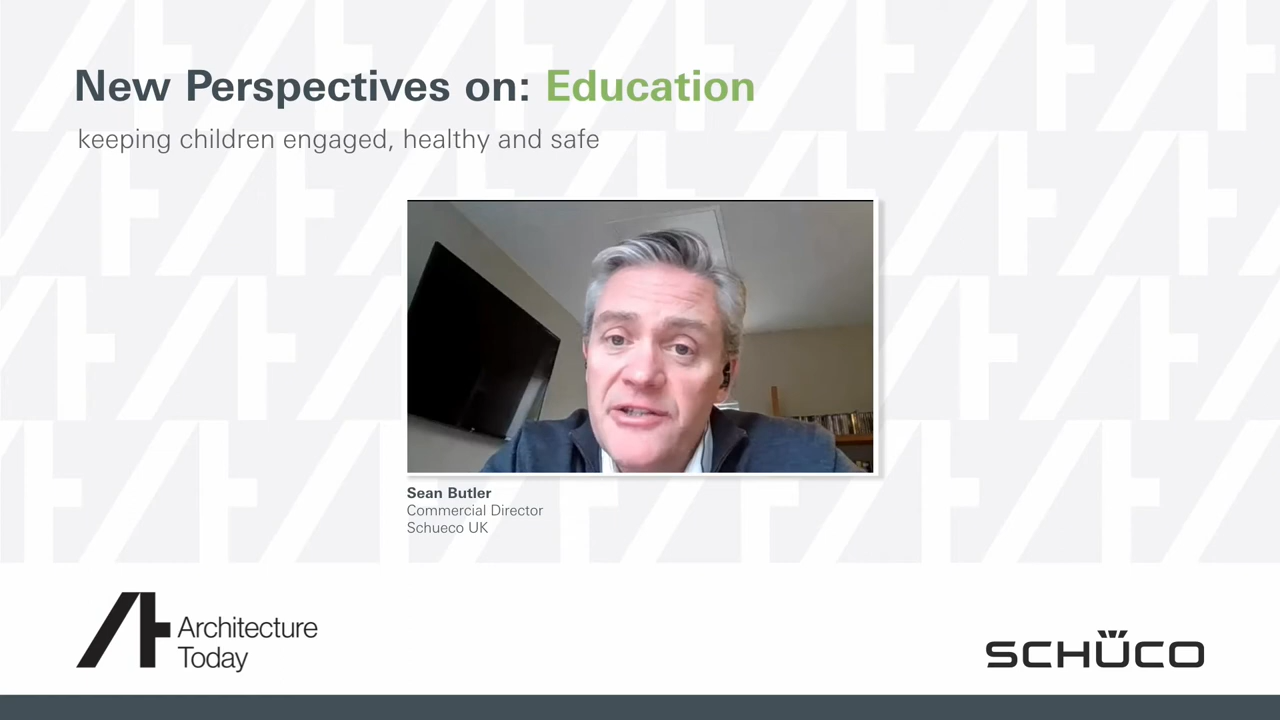 New Perspectives on: Education
keeping children engaged, healthy and safe
Sean Butler
Commercial Director
Schueco UK
Architecture
Today
SCHÜCO